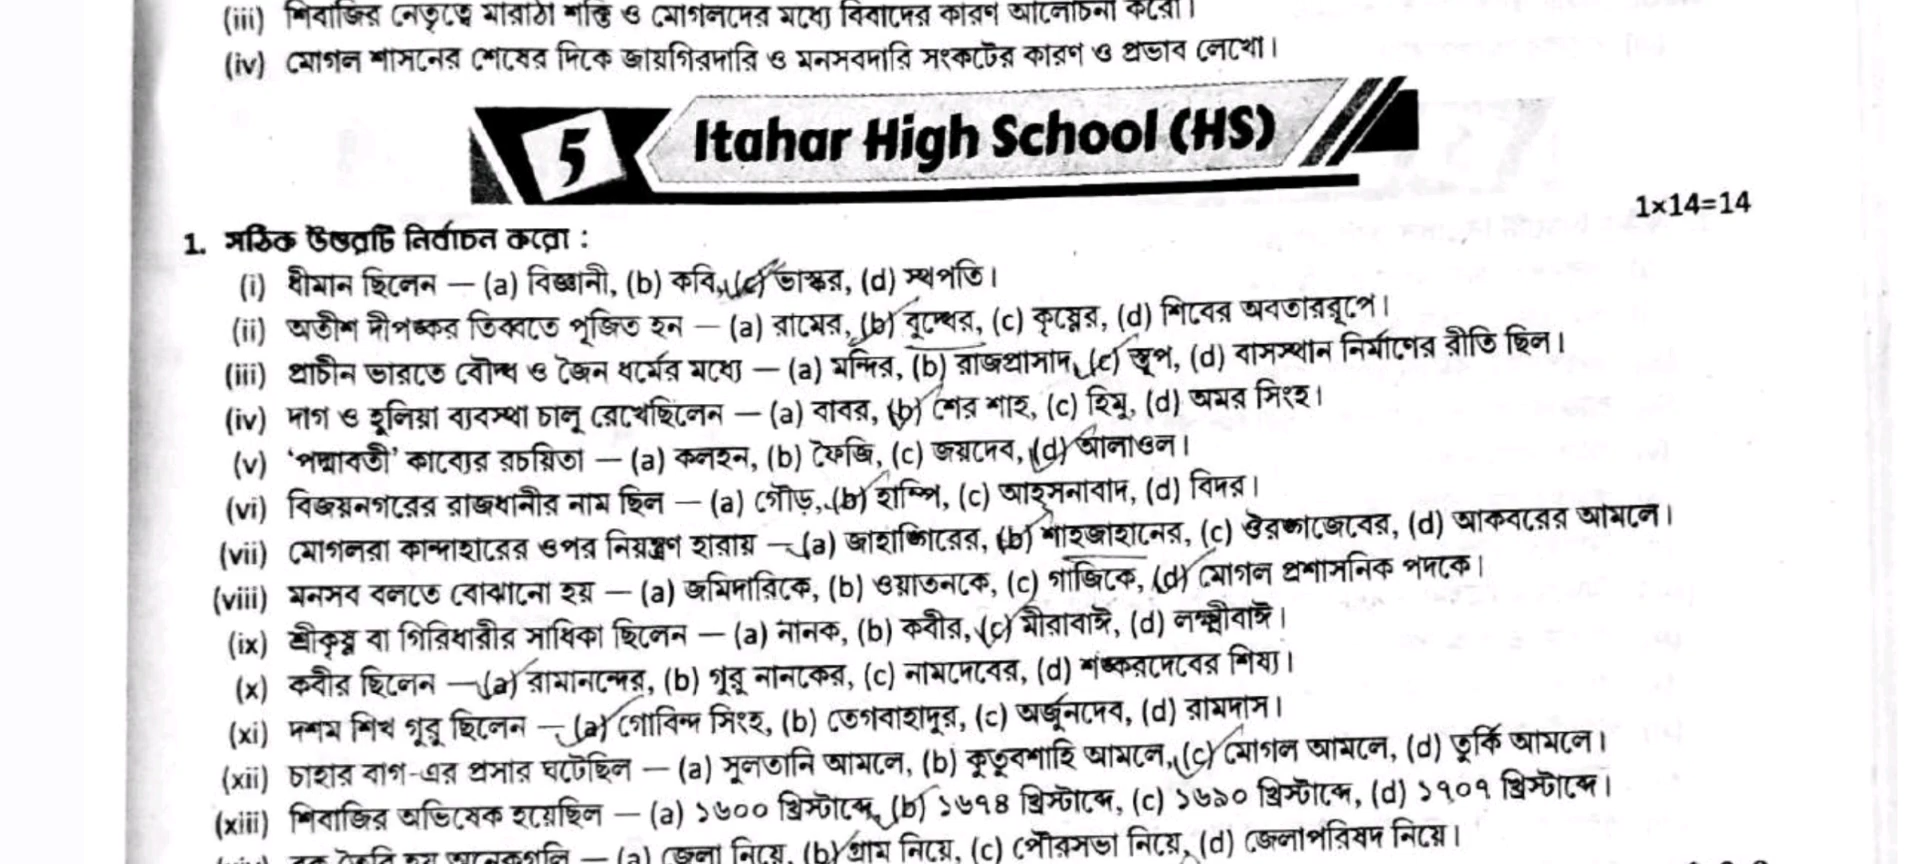 (iii) শিবাজির নেতৃত্বে মারাঠা শক্তি ও মোগলদের মধ্যে বিবাদের কারণ আলোচনা করো।
(iv) মোগল শাসনের শেষের দিকে জায়গিরদারি ও মনসবদারি সংকটের কারণ ও প্রভাব লেখো।
5 Itahar High School (HS)
1. সঠিক উত্তরটি নির্বাচন করো : 1×14=14
(i) ধীমান ছিলেন — (a) বিজ্ঞানী, (b) কবি, (c) ভাস্কর, (d) স্থপতি।
(ii) অতীশ দীপঙ্কর তিব্বতে পূজিত হন — (a) রামের, (b) বুদ্ধের, (c) কৃষ্ণের, (d) শিবের অবতাররূপে।
(iii) প্রাচীন ভারতে বৌদ্ধ ও জৈন ধর্মের মধ্যে — (a) মন্দির, (b) রাজপ্রাসাদ, (c) স্তূপ, (d) বাসস্থান নির্মাণের রীতি ছিল।
(iv) দাগ ও হুলিয়া ব্যবস্থা চালু রেখেছিলেন — (a) বাবর, (b) শের শাহ, (c) হিমু, (d) অমর সিংহ।
(v) ‘পদ্মাবতী’ কাব্যের রচয়িতা — (a) কলহন, (b) ফৈজি, (c) জয়দেব, (d) আলাওল।
(vi) বিজয়নগরের রাজধানীর নাম ছিল — (a) গৌড়, (b) হাম্পি, (c) আহ্‌সনাবাদ, (d) বিদর।
(vii) মোগলরা কান্দাহারের ওপর নিয়ন্ত্রণ হারায় — (a) জাহাঙ্গিরের, (b) শাহজাহানের, (c) ঔরঙ্গজেবের, (d) আকবরের আমলে।
(viii) মনসব বলতে বোঝানো হয় — (a) জমিদারিকে, (b) ওয়াতনকে, (c) গাজিকে, (d) মোগল প্রশাসনিক পদকে।
(ix) শ্রীকৃষ্ণ বা গিরিধারীর সাধিকা ছিলেন — (a) নানক, (b) কবীর, (c) মীরাবাঈ, (d) লক্ষ্মীবাঈ।
(x) কবীর ছিলেন — (a) রামানন্দের, (b) গুরু নানকের, (c) নামদেবের, (d) শঙ্করদেবের শিষ্য।
(xi) দশম শিখ গুরু ছিলেন — (a) গোবিন্দ সিংহ, (b) তেগবাহাদুর, (c) অর্জুনদেব, (d) রামদাস।
(xii) চাহার বাগ-এর প্রসার ঘটেছিল — (a) সুলতানি আমলে, (b) কুতুবশাহি আমলে, (c) মোগল আমলে, (d) তুর্কি আমলে।
(xiii) শিবাজির অভিষেক হয়েছিল — (a) ১৬০০ খ্রিস্টাব্দে, (b) ১৬৭৪ খ্রিস্টাব্দে, (c) ১৬৯০ খ্রিস্টাব্দে, (d) ১৭০৭ খ্রিস্টাব্দে।
ব্লক তৈরি হয় অনেকগুলি — (a) জেলা নিয়ে, (b) গ্রাম নিয়ে, (c) পৌরসভা নিয়ে, (d) জেলাপরিষদ নিয়ে।